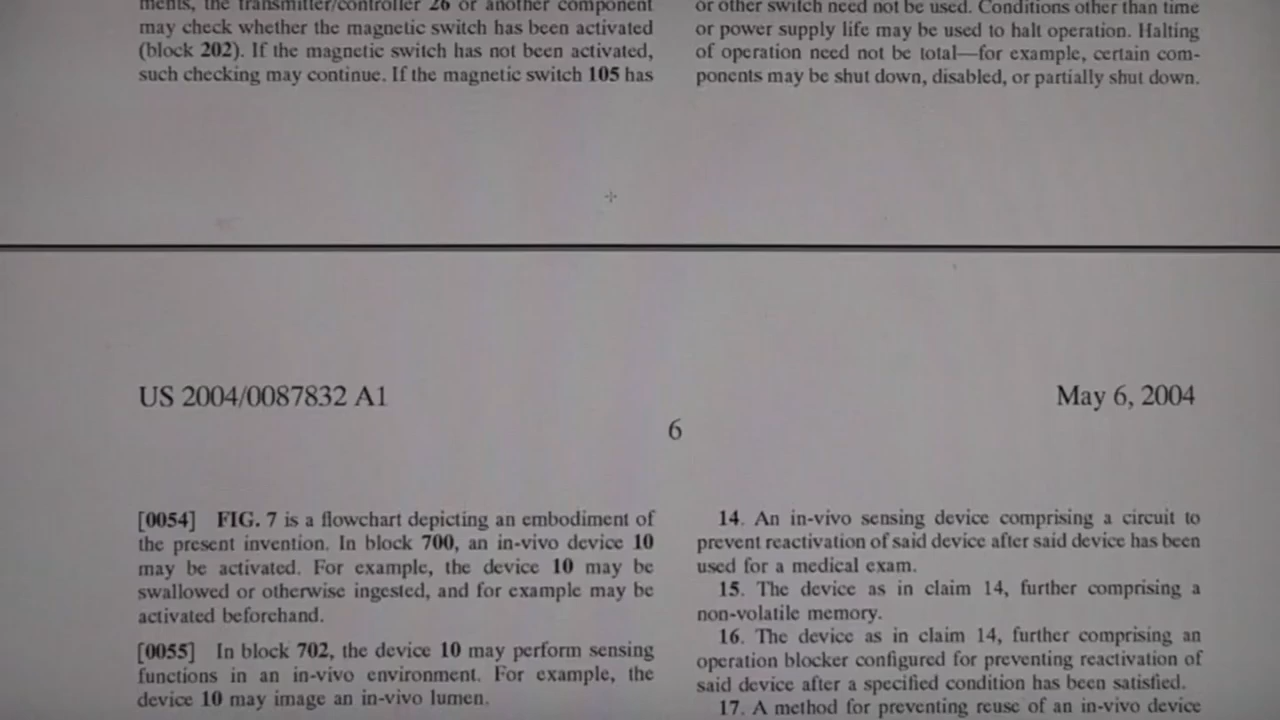 ments, the transmitter/controller 26 or another component
may check whether the magnetic switch has been activated
(block 202). If the magnetic switch has not been activated,
such checking may continue. If the magnetic switch 105 has
or other switch need not be used. Conditions other than time
or power supply life may be used to halt operation. Halting
of operation need not be total—for example, certain com-
ponents may be shut down, disabled, or partially shut down.
US 2004/0087832 A1
May 6, 2004
6
[0054] FIG. 7 is a flowchart depicting an embodiment of
the present invention. In block 700, an in-vivo device 10
may be activated. For example, the device 10 may be
swallowed or otherwise ingested, and for example may be
activated beforehand.
[0055] In block 702, the device 10 may perform sensing
functions in an in-vivo environment. For example, the
device 10 may image an in-vivo lumen.
14. An in-vivo sensing device comprising a circuit to
prevent reactivation of said device after said device has been
used for a medical exam.
15. The device as in claim 14, further comprising a
non-volatile memory.
16. The device as in claim 14, further comprising an
operation blocker configured for preventing reactivation of
said device after a specified condition has been satisfied.
17. A method for preventing reuse of an in-vivo device